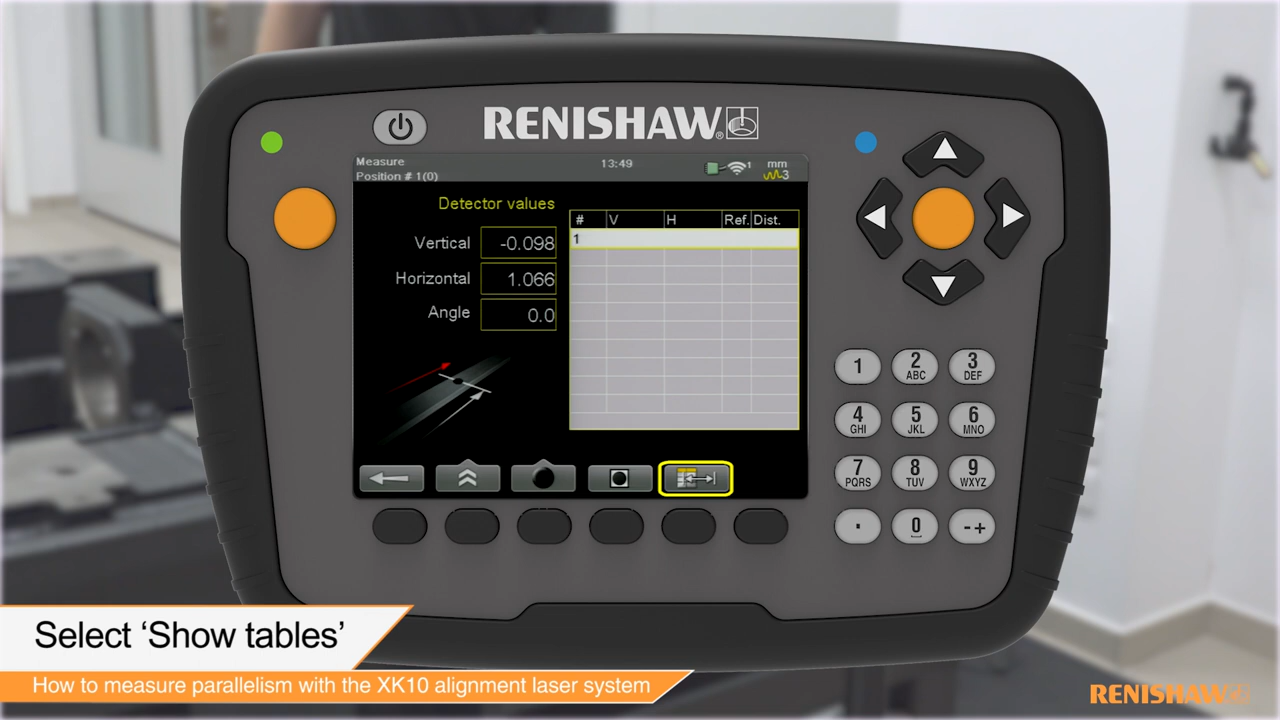 RENISHAW
Measure
Position # 1(0)
13:49
1
mm
3
Detector values
Vertical -0.098
Horizontal 1.066
Angle 0.0
# V H Ref. Dist.
1
1 2 ABC 3 DEF
4 GHI 5 JKL 6 MNO
7 PQRS 8 TUV 9 WXYZ
. 0 -+
Select ‘Show tables’
How to measure parallelism with the XK10 alignment laser system
RENISHAW